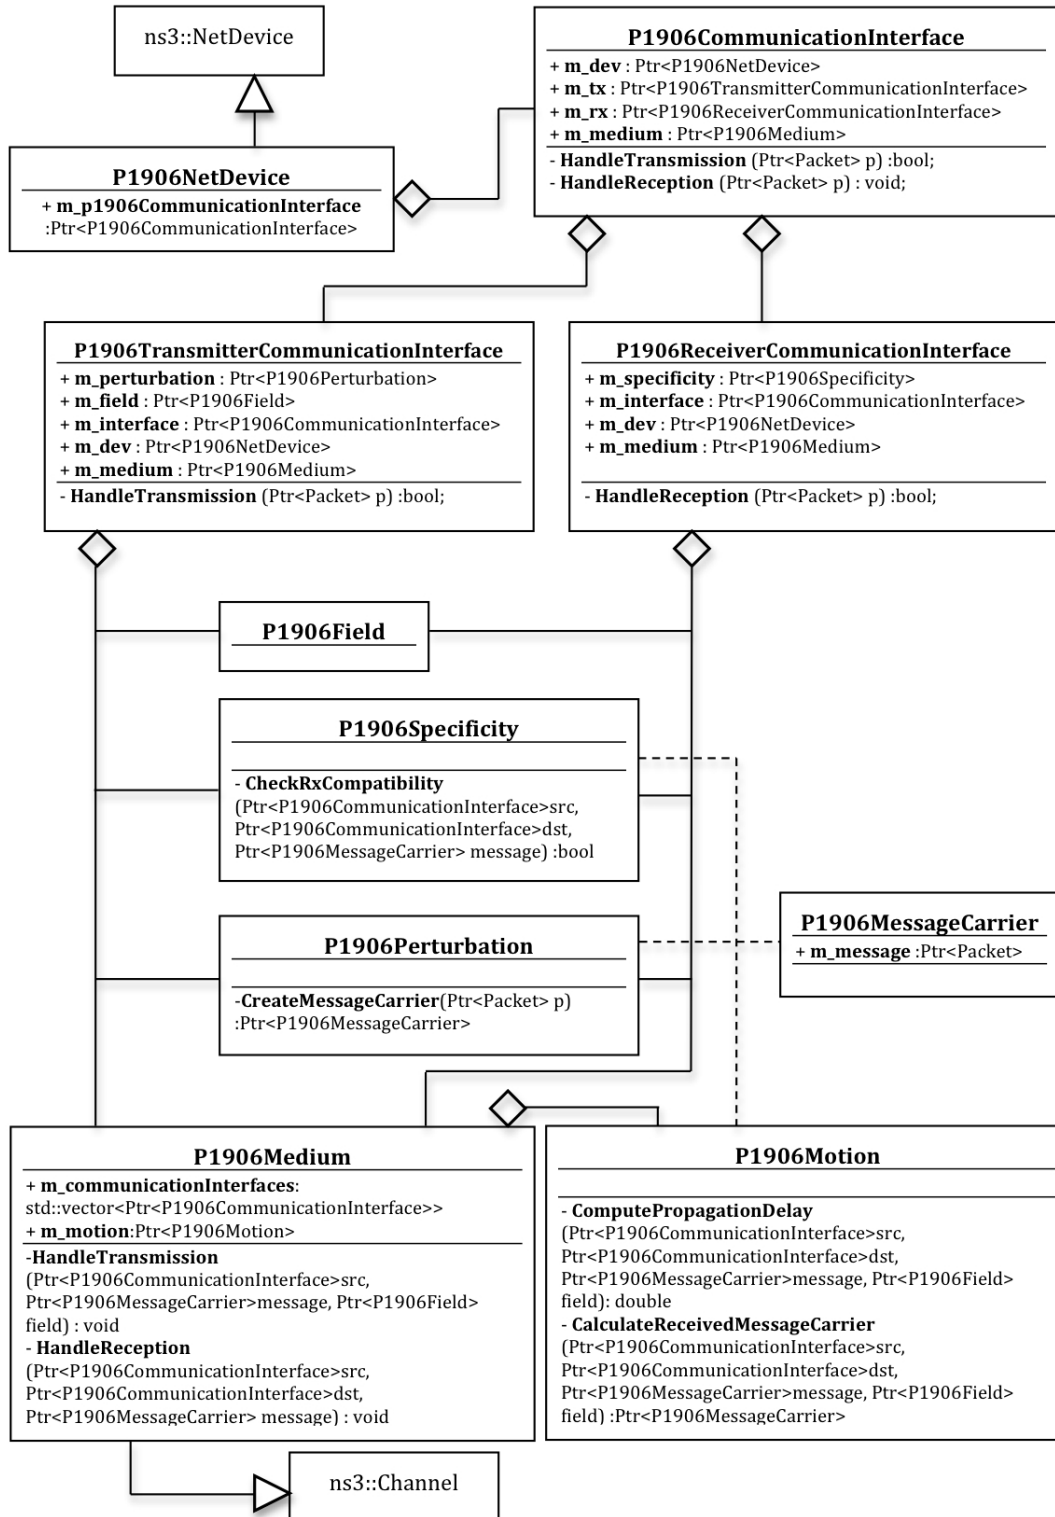 ns3::NetDevice
P1906CommunicationInterface
+ m_dev : Ptr<P1906NetDevice>
+ m_tx : Ptr<P1906TransmitterCommunicationInterface>
+ m_rx : Ptr<P1906ReceiverCommunicationInterface>
+ m_medium : Ptr<P1906Medium>
- HandleTransmission (Ptr<Packet> p) :bool;
- HandleReception (Ptr<Packet> p) : void;
P1906NetDevice
+ m_p1906CommunicationInterface
:Ptr<P1906CommunicationInterface>
P1906TransmitterCommunicationInterface
+ m_perturbation : Ptr<P1906Perturbation>
+ m_field : Ptr<P1906Field>
+ m_interface : Ptr<P1906CommunicationInterface>
+ m_dev : Ptr<P1906NetDevice>
+ m_medium : Ptr<P1906Medium>
- HandleTransmission (Ptr<Packet> p) :bool;
P1906ReceiverCommunicationInterface
+ m_specificity : Ptr<P1906Specificity>
+ m_interface : Ptr<P1906CommunicationInterface>
+ m_dev : Ptr<P1906NetDevice>
+ m_medium : Ptr<P1906Medium>
- HandleReception (Ptr<Packet> p) :bool;
P1906Field
P1906Specificity
- CheckRxCompatibility
(Ptr<P1906CommunicationInterface>src,
Ptr<P1906CommunicationInterface>dst,
Ptr<P1906MessageCarrier> message) :bool
P1906Perturbation
-CreateMessageCarrier(Ptr<Packet> p)
:Ptr<P1906MessageCarrier>
P1906MessageCarrier
+ m_message :Ptr<Packet>
P1906Medium
+ m_communicationInterfaces:
std::vector<Ptr<P1906CommunicationInterface>>
+ m_motion:Ptr<P1906Motion>
-HandleTransmission
(Ptr<P1906CommunicationInterface>src,
Ptr<P1906MessageCarrier>message, Ptr<P1906Field>
field) : void
- HandleReception
(Ptr<P1906CommunicationInterface>src,
Ptr<P1906CommunicationInterface>dst,
Ptr<P1906MessageCarrier> message) : void
P1906Motion
- ComputePropagationDelay
(Ptr<P1906CommunicationInterface>src,
Ptr<P1906CommunicationInterface>dst,
Ptr<P1906MessageCarrier>message, Ptr<P1906Field>
field): double
- CalculateReceivedMessageCarrier
(Ptr<P1906CommunicationInterface>src,
Ptr<P1906CommunicationInterface>dst,
Ptr<P1906MessageCarrier>message, Ptr<P1906Field>
field) :Ptr<P1906MessageCarrier>
ns3::Channel